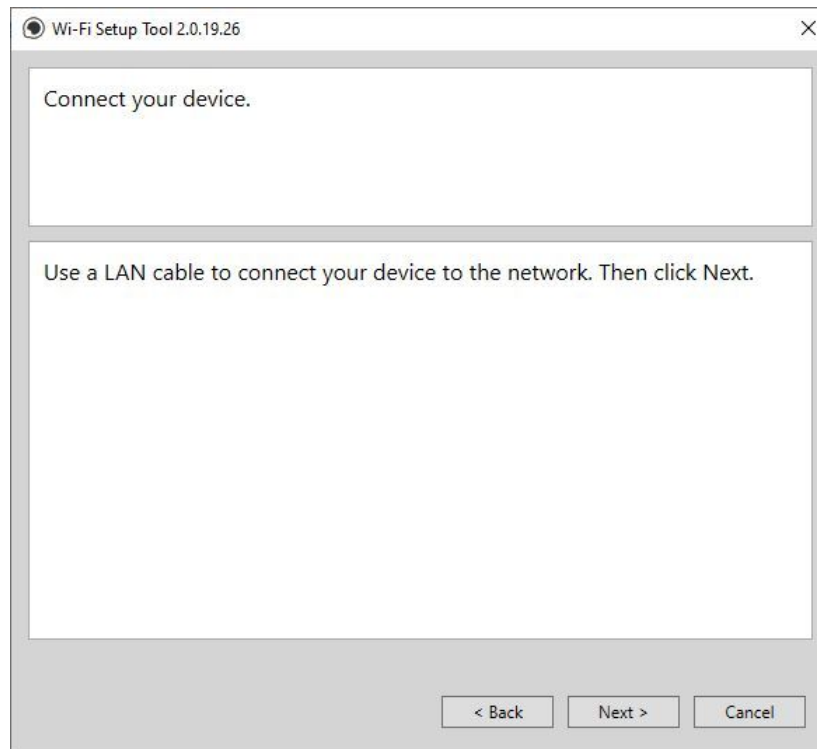 Wi-Fi Setup Tool 2.0.19.26
Connect your device.
Use a LAN cable to connect your device to the network. Then click Next.
< Back Next > Cancel